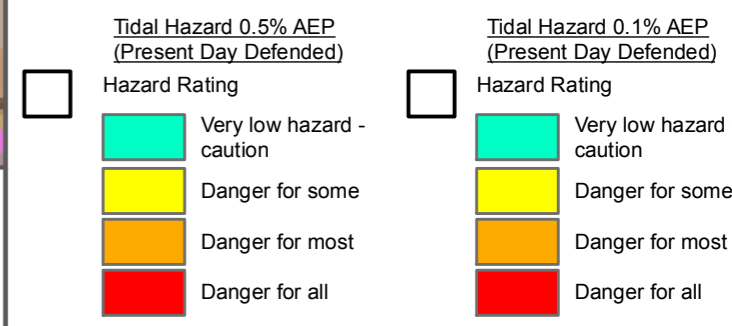 Tidal Hazard 0.5% AEP
(Present Day Defended)
Hazard Rating
Very low hazard -
caution
Danger for some
Danger for most
Danger for all
Tidal Hazard 0.1% AEP
(Present Day Defended)
Hazard Rating
Very low hazard
caution
Danger for some
Danger for most
Danger for all